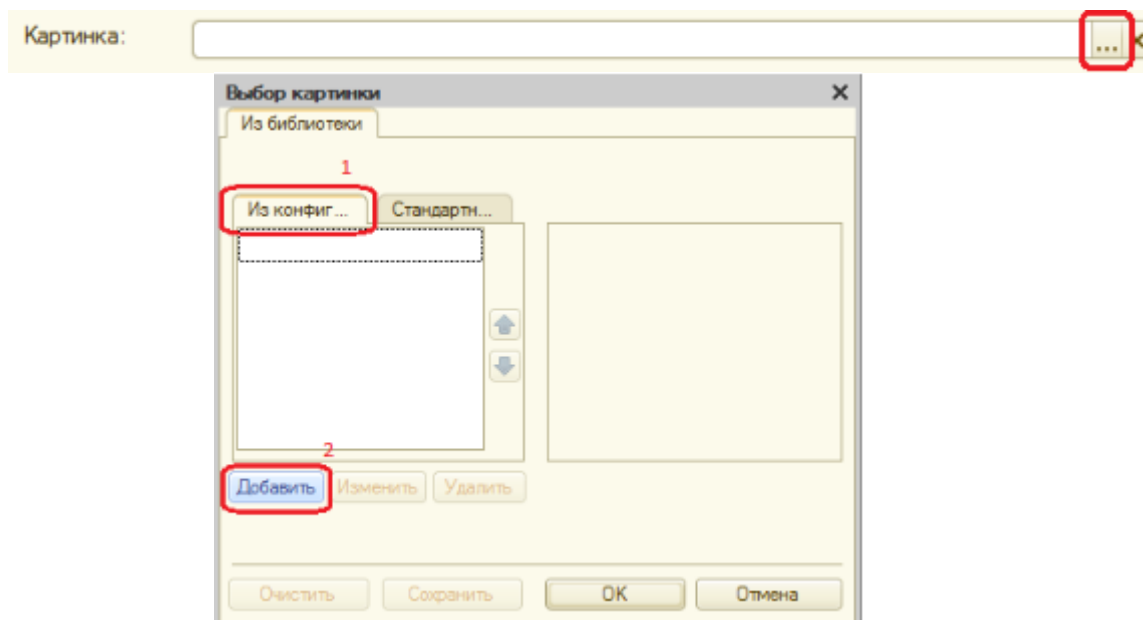 Картинка:
...
Выбор картинки
Из библиотеки
1
Из конфиг... Стандартн...
2
Добавить Изменить Удалить
Очистить Сохранить OK Отмена